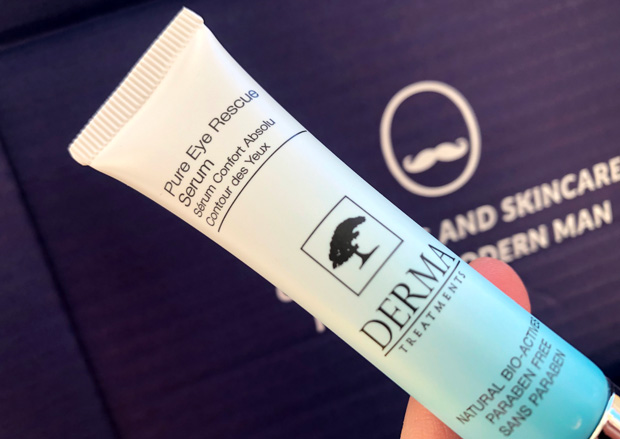 Pure Eye Rescue
Serum
Sérum Confort Absolu
Contour des Yeux
DERMA
TREATMENTS
NATURAL BIO-ACTIVES
PARABEN FREE
SANS PARABEN
AND SKINCARE
MAN